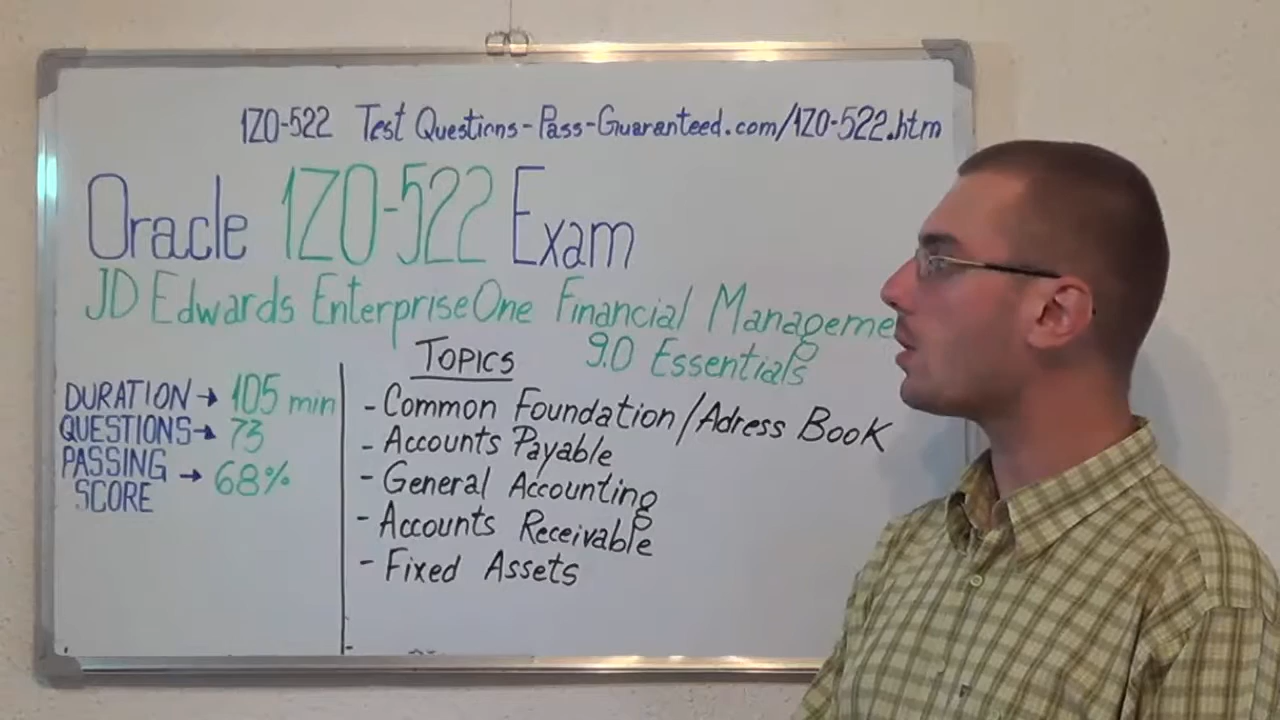 1Z0-522 Test Questions-Pass-Guaranteed.com/1Z0-522.htm
Oracle 1Z0-522 Exam
JD Edwards EnterpriseOne Financial Manageme
9.0 Essentials
TOPICS
DURATION → 105 min
QUESTIONS → 73
PASSING SCORE → 68%
- Common Foundation/Adress Book
- Accounts Payable
- General Accounting
- Accounts Receivable
- Fixed Assets